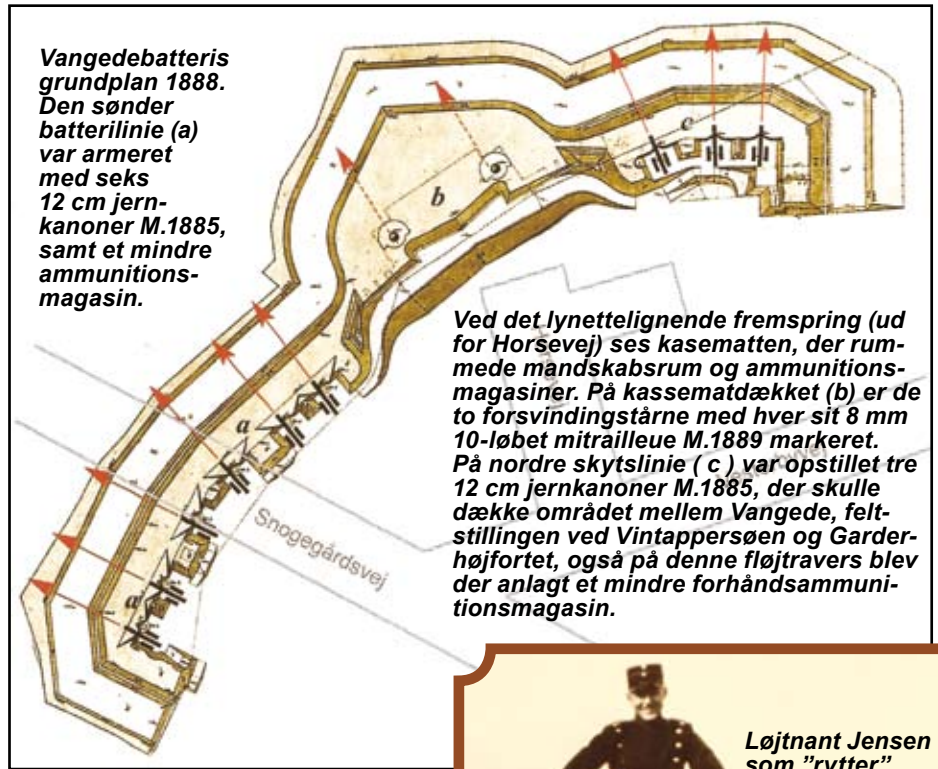 Vangedebatteris
grundplan 1888.
Den sønder
batterilinie (a)
var armeret
med seks
12 cm jern-
kanoner M.1885,
samt et mindre
ammunitions-
magasin.
c
b
Ved det lynettelignende fremspring (ud
for Horsevej) ses kasematten, der rum-
mede mandskabsrum og ammunitions-
magasiner. På kassematdækket (b) er de
to forsvindingstårne med hver sit 8 mm
10-løbet mitrailleue M.1889 markeret.
På nordre skytslinie ( c ) var opstillet tre
12 cm jernkanoner M.1885, der skulle
dække området mellem Vangede, felt-
stillingen ved Vintappersøen og Garder-
højfortet, også på denne fløjtravers blev
der anlagt et mindre forhåndsammuni-
tionsmagasin.
a
Snogegårdsvej
a
Løjtnant Jensen
som ”rytter”